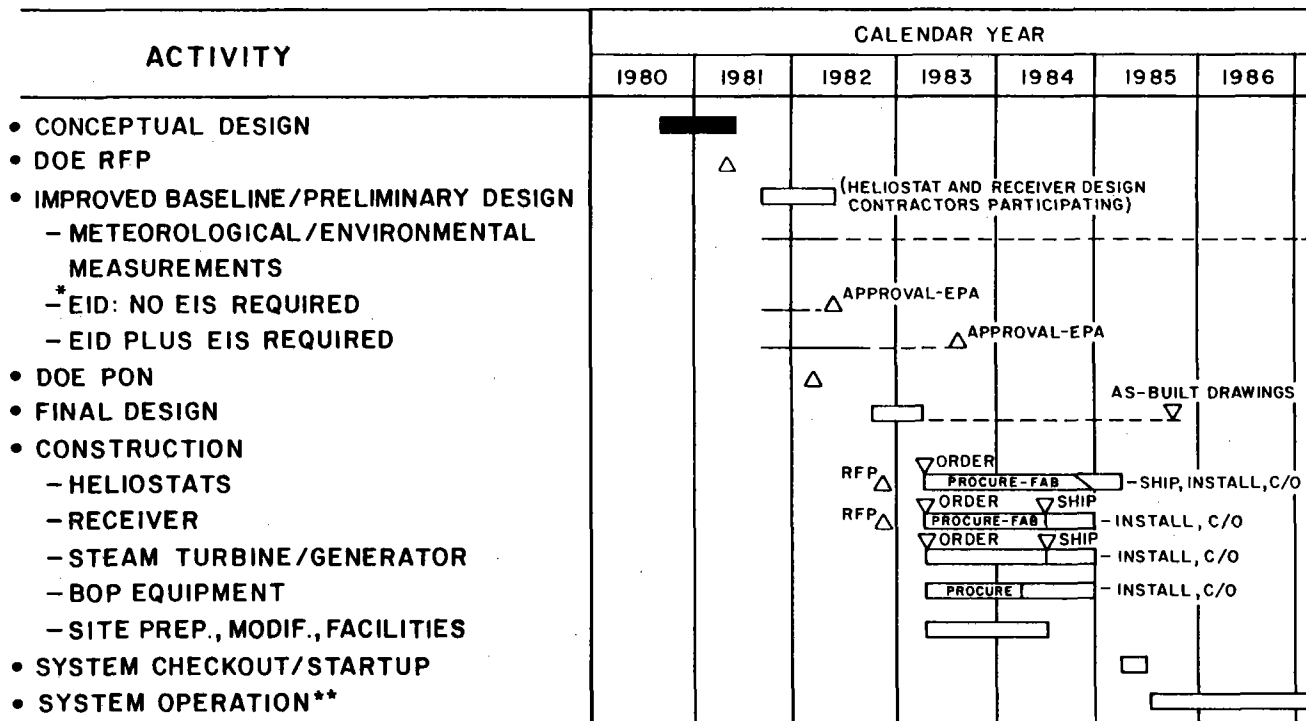 ACTIVITY
CALENDAR YEAR
1980 1981 1982 1983 1984 1985 1986
• CONCEPTUAL DESIGN
• DOE RFP
• IMPROVED BASELINE/PRELIMINARY DESIGN
(HELIOSTAT AND RECEIVER DESIGN
CONTRACTORS PARTICIPATING)
– METEOROLOGICAL/ENVIRONMENTAL
MEASUREMENTS
–*EID: NO EIS REQUIRED
APPROVAL-EPA
– EID PLUS EIS REQUIRED
APPROVAL-EPA
• DOE PON
• FINAL DESIGN
AS-BUILT DRAWINGS
• CONSTRUCTION
– HELIOSTATS
RFP
ORDER
PROCURE-FAB
– SHIP, INSTALL, C/O
– RECEIVER
RFP
ORDER SHIP
PROCURE-FAB
– INSTALL, C/O
– STEAM TURBINE/GENERATOR
ORDER SHIP
– INSTALL, C/O
– BOP EQUIPMENT
PROCURE
– INSTALL, C/O
– SITE PREP., MODIF., FACILITIES
• SYSTEM CHECKOUT/STARTUP
• SYSTEM OPERATION**